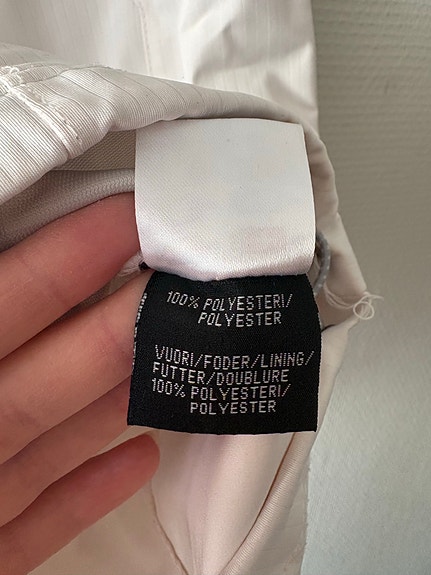 100% POLYESTERI/
POLYESTER
VUORI/FODER/LINING/
FUTTER/DOUBLURE
100% POLYESTERI/
POLYESTER